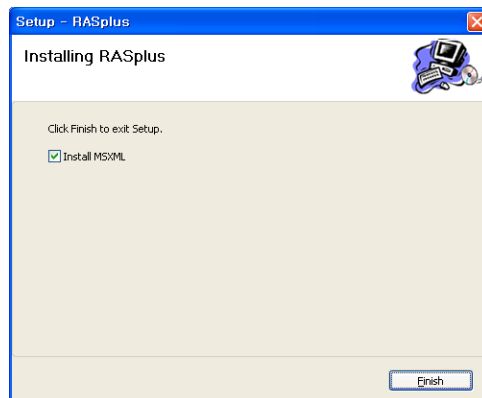 Setup - RASplus
Installing RASplus
Click Finish to exit Setup.
Install MSXML
Finish